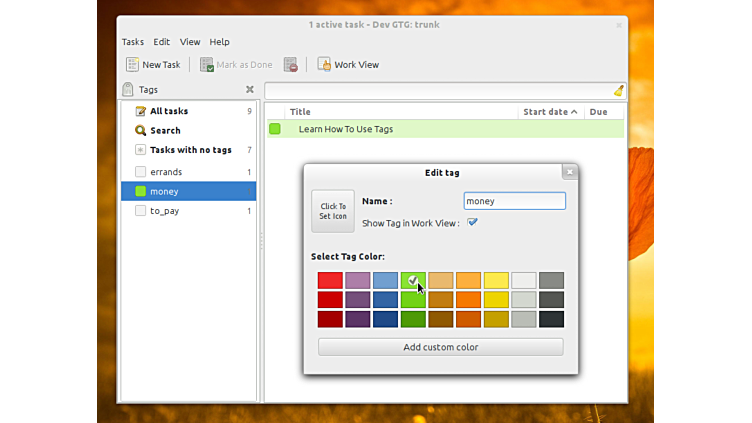 1 active task - Dev GTG: trunk
Tasks Edit View Help
New Task Mark as Done Work View
Tags
All tasks 9
Search
Tasks with no tags 7
errands 1
money
to_pay 1
Title Start date Due
Learn How To Use Tags
Edit tag
Click To
Set Icon
Name :
money
Show Tag in Work View :
Select Tag Color:
Add custom color